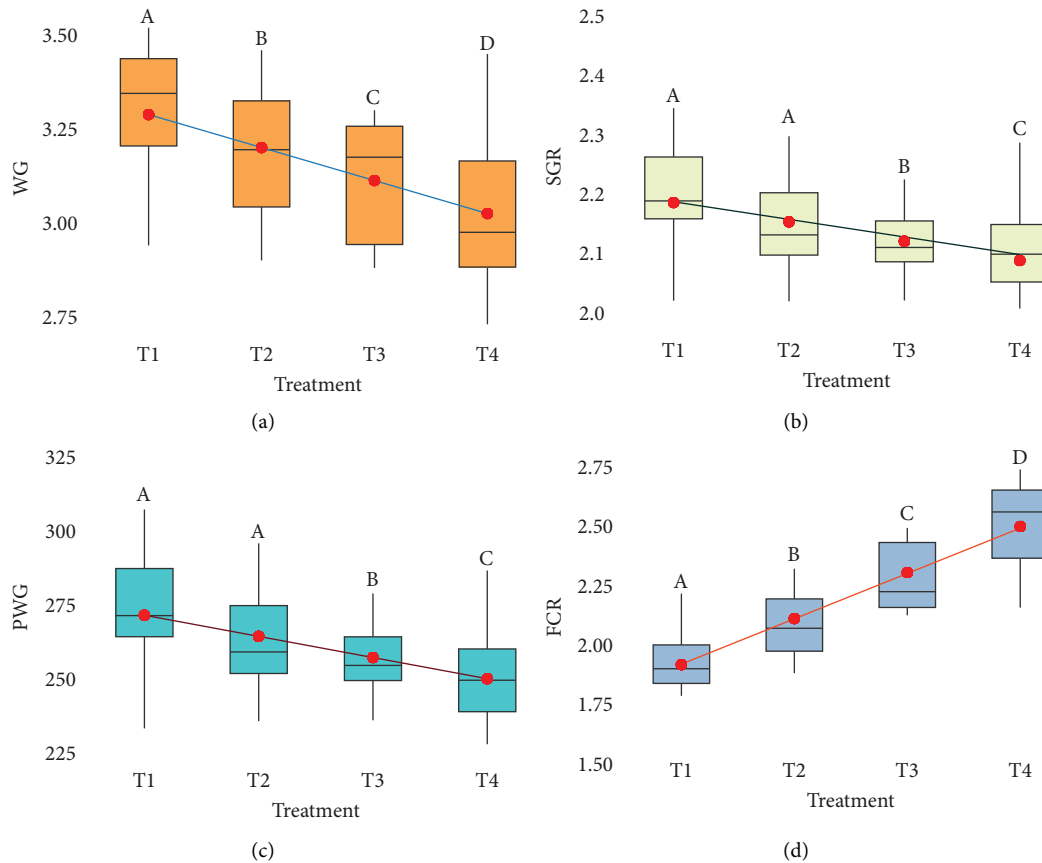 A
B
C
D
3.50
3.25
3.00
2.75
WG
T1 T2 T3 T4
Treatment
(a)
A
A
B
C
2.5
2.4
2.3
2.2
2.1
2.0
SGR
T1 T2 T3 T4
Treatment
(b)
A
A
B
C
325
300
275
250
225
PWG
T1 T2 T3 T4
Treatment
(c)
A
B
C
D
2.75
2.50
2.25
2.00
1.75
1.50
FCR
T1 T2 T3 T4
Treatment
(d)